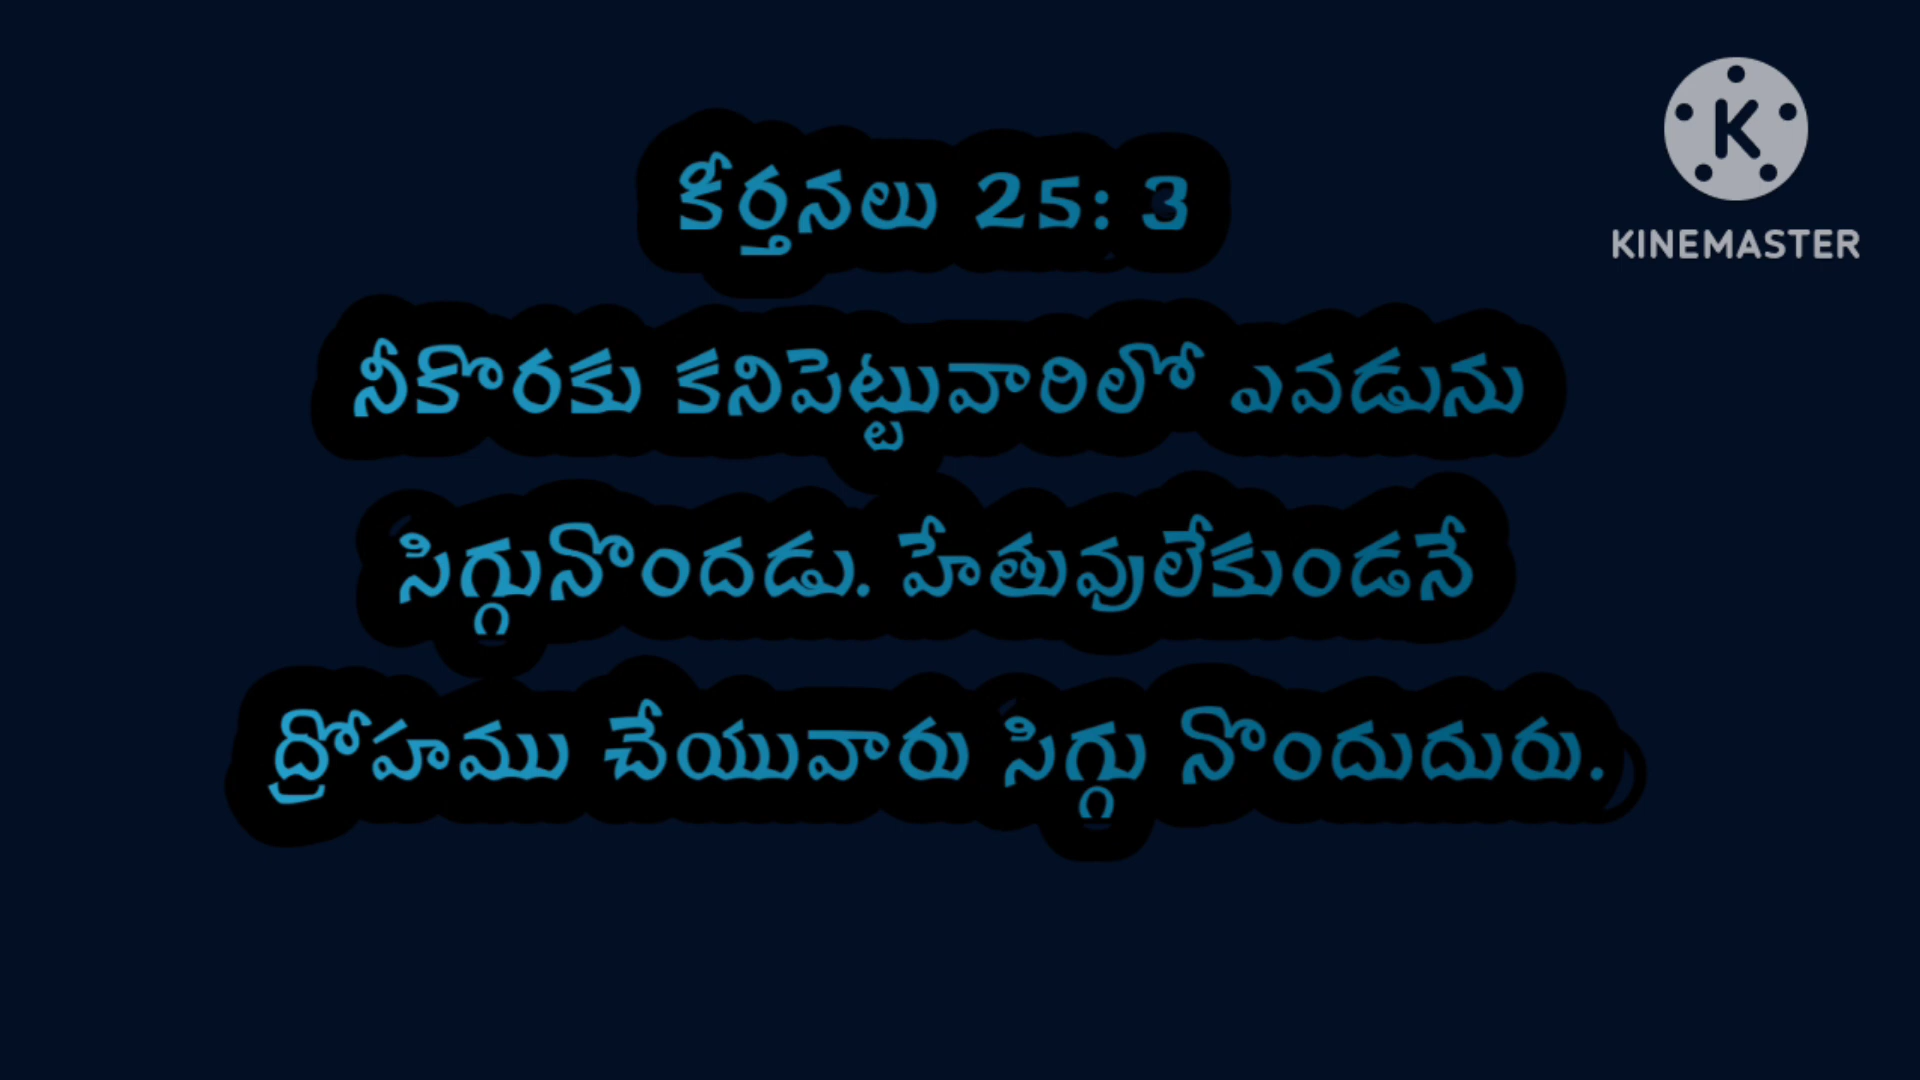 కీర్తనలు 25: 3
KINEMASTER
నీకొరకు కనిపెట్టువారిలో ఎవడును
సిగ్గునొందడు. హేతువులేకుండనే
ద్రోహము చేయువారు సిగ్గు నొందుదురు.